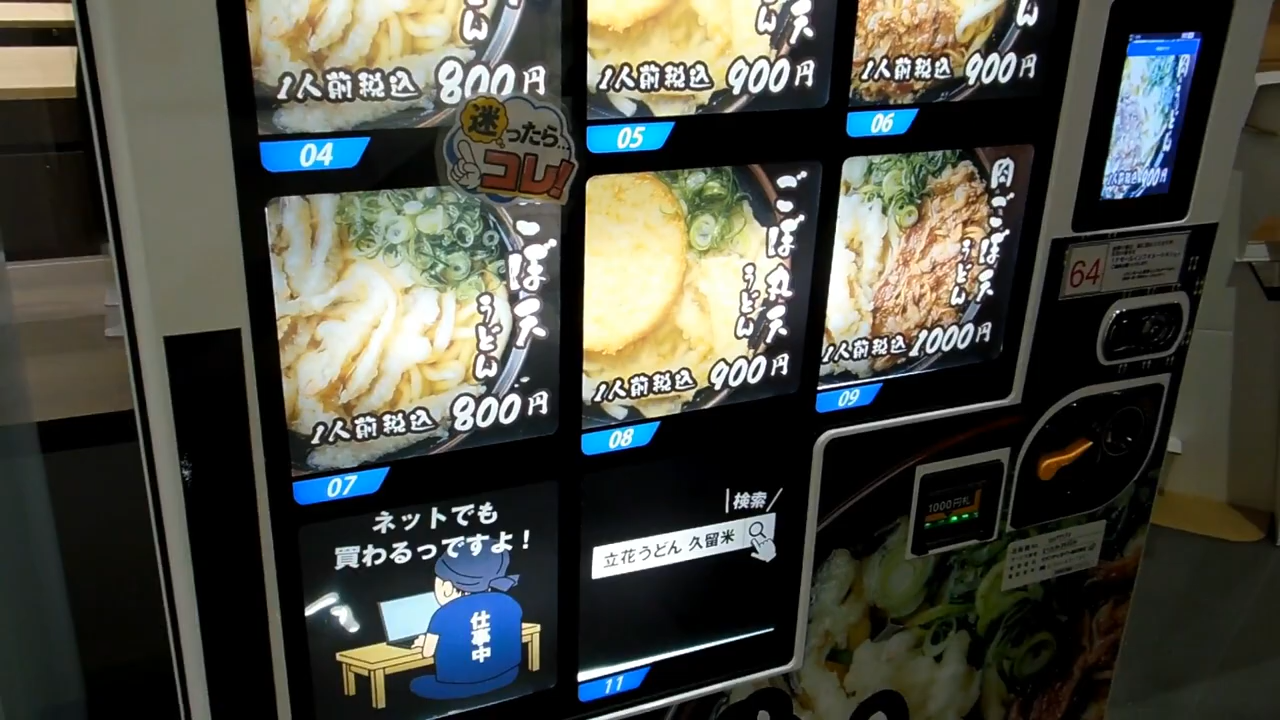 ん
1人前税込 800円
04
迷ったら...
コレ!
天
ん
1人前税込 900円
05
ん
1人前税込 900円
06
ごぼ天
うどん
1人前税込 800円
07
ごぼ丸天
うどん
1人前税込 900円
08
肉ごぼ天
うどん
1人前税込 1000円
09
64
1000円札
ネットでも
買わるっですよ!
仕事中
検索
立花うどん 久留米
11